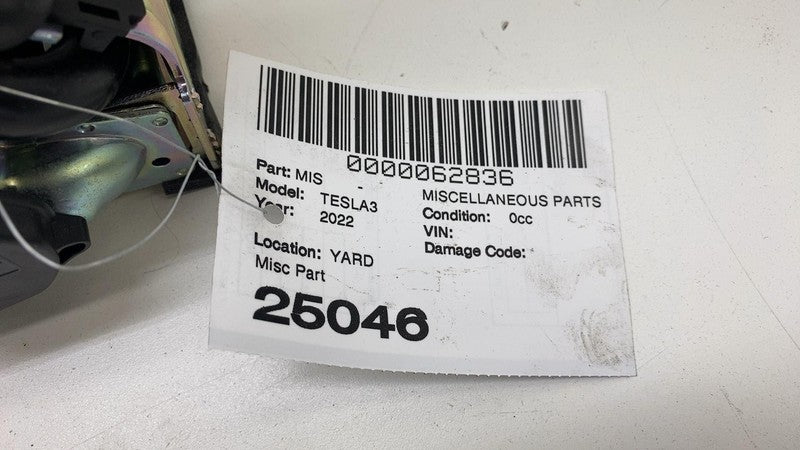 0000062836
Part: MIS - MISCELLANEOUS PARTS
Model: TESLA3 Condition: 0cc
Year: 2022 VIN:
Damage Code:
Location: YARD
Misc Part
25046